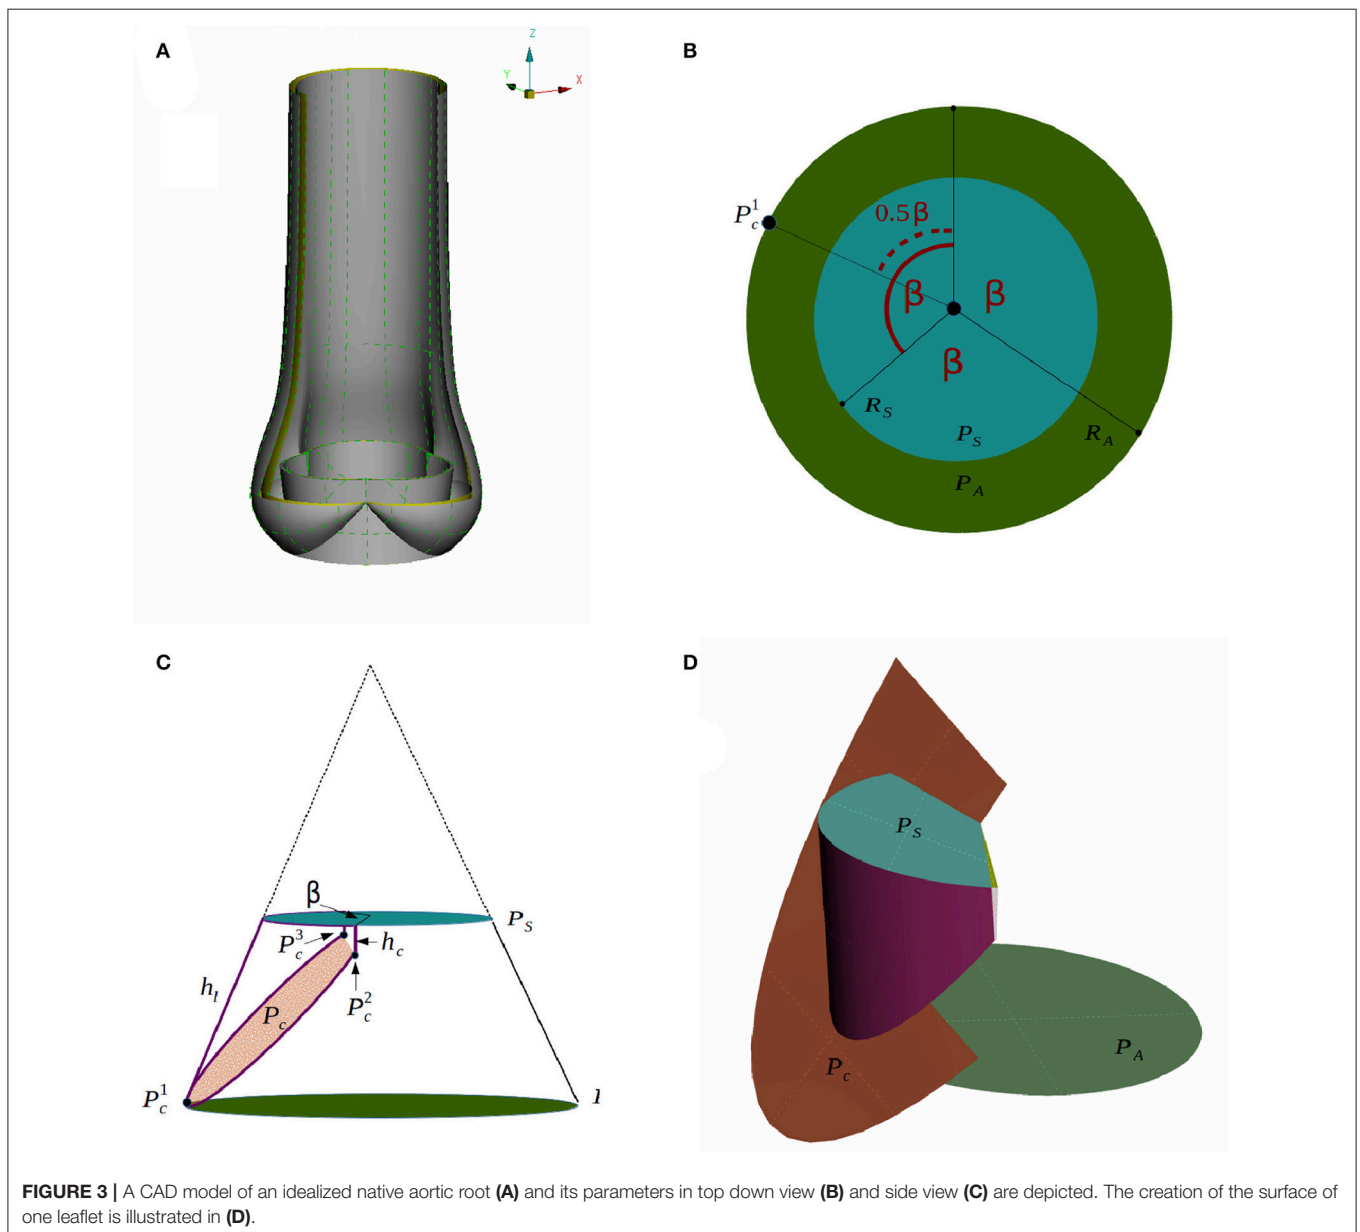 A
Z
Y
X
B
P_c^1
0.5β
β
β
β
R_S
P_S
R_A
P_A
C
β
P_S
P_c^3
h_c
h_l
P_c^2
P_c
P_c^1
D
P_S
P_A
P_c
FIGURE 3 | A CAD model of an idealized native aortic root (A) and its parameters in top down view (B) and side view (C) are depicted. The creation of the surface of
one leaflet is illustrated in (D).